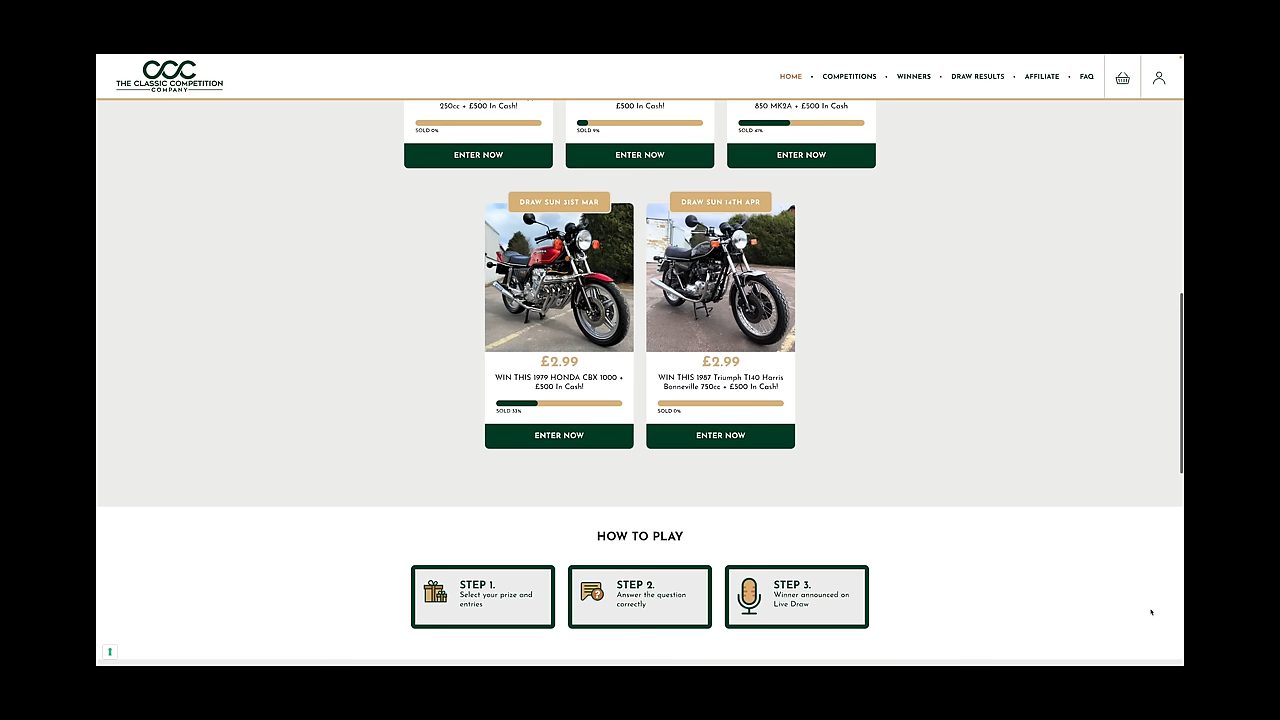 CCC
THE CLASSIC COMPETITION
COMPANY
HOME • COMPETITIONS • WINNERS • DRAW RESULTS • AFFILIATE • FAQ
250cc + £500 In Cash!
SOLD 0%
ENTER NOW
£500 In Cash!
SOLD 9%
ENTER NOW
850 MK2A + £500 In Cash
SOLD 41%
ENTER NOW
DRAW SUN 31ST MAR
£2.99
WIN THIS 1979 HONDA CBX 1000 +
£500 In Cash!
SOLD 33%
ENTER NOW
DRAW SUN 14TH APR
£2.99
WIN THIS 1987 Triumph T140 Harris
Bonneville 750cc + £500 In Cash!
SOLD 0%
ENTER NOW
HOW TO PLAY
STEP 1.
Select your prize and
entries
STEP 2.
Answer the question
correctly
STEP 3.
Winner announced on
Live Draw